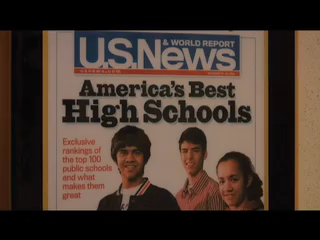 U.S. News
& WORLD REPORT
America's Best
High Schools
Exclusive
rankings of
the top 100
public schools
and what
makes them
great